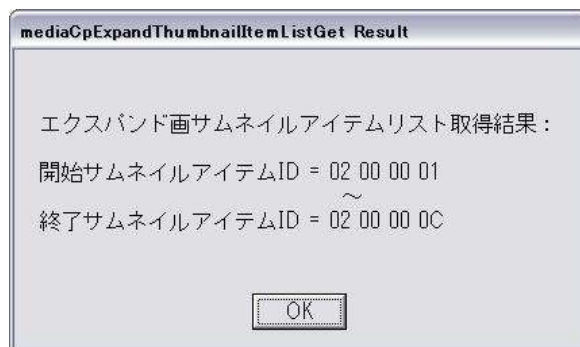 mediaCpExpandThumbnailItemListGet Result
エクスバンド画サムネイルアイテムリスト取得結果：
開始サムネイルアイテムID = 02 00 00 01
～
終了サムネイルアイテムID = 02 00 00 0C
OK